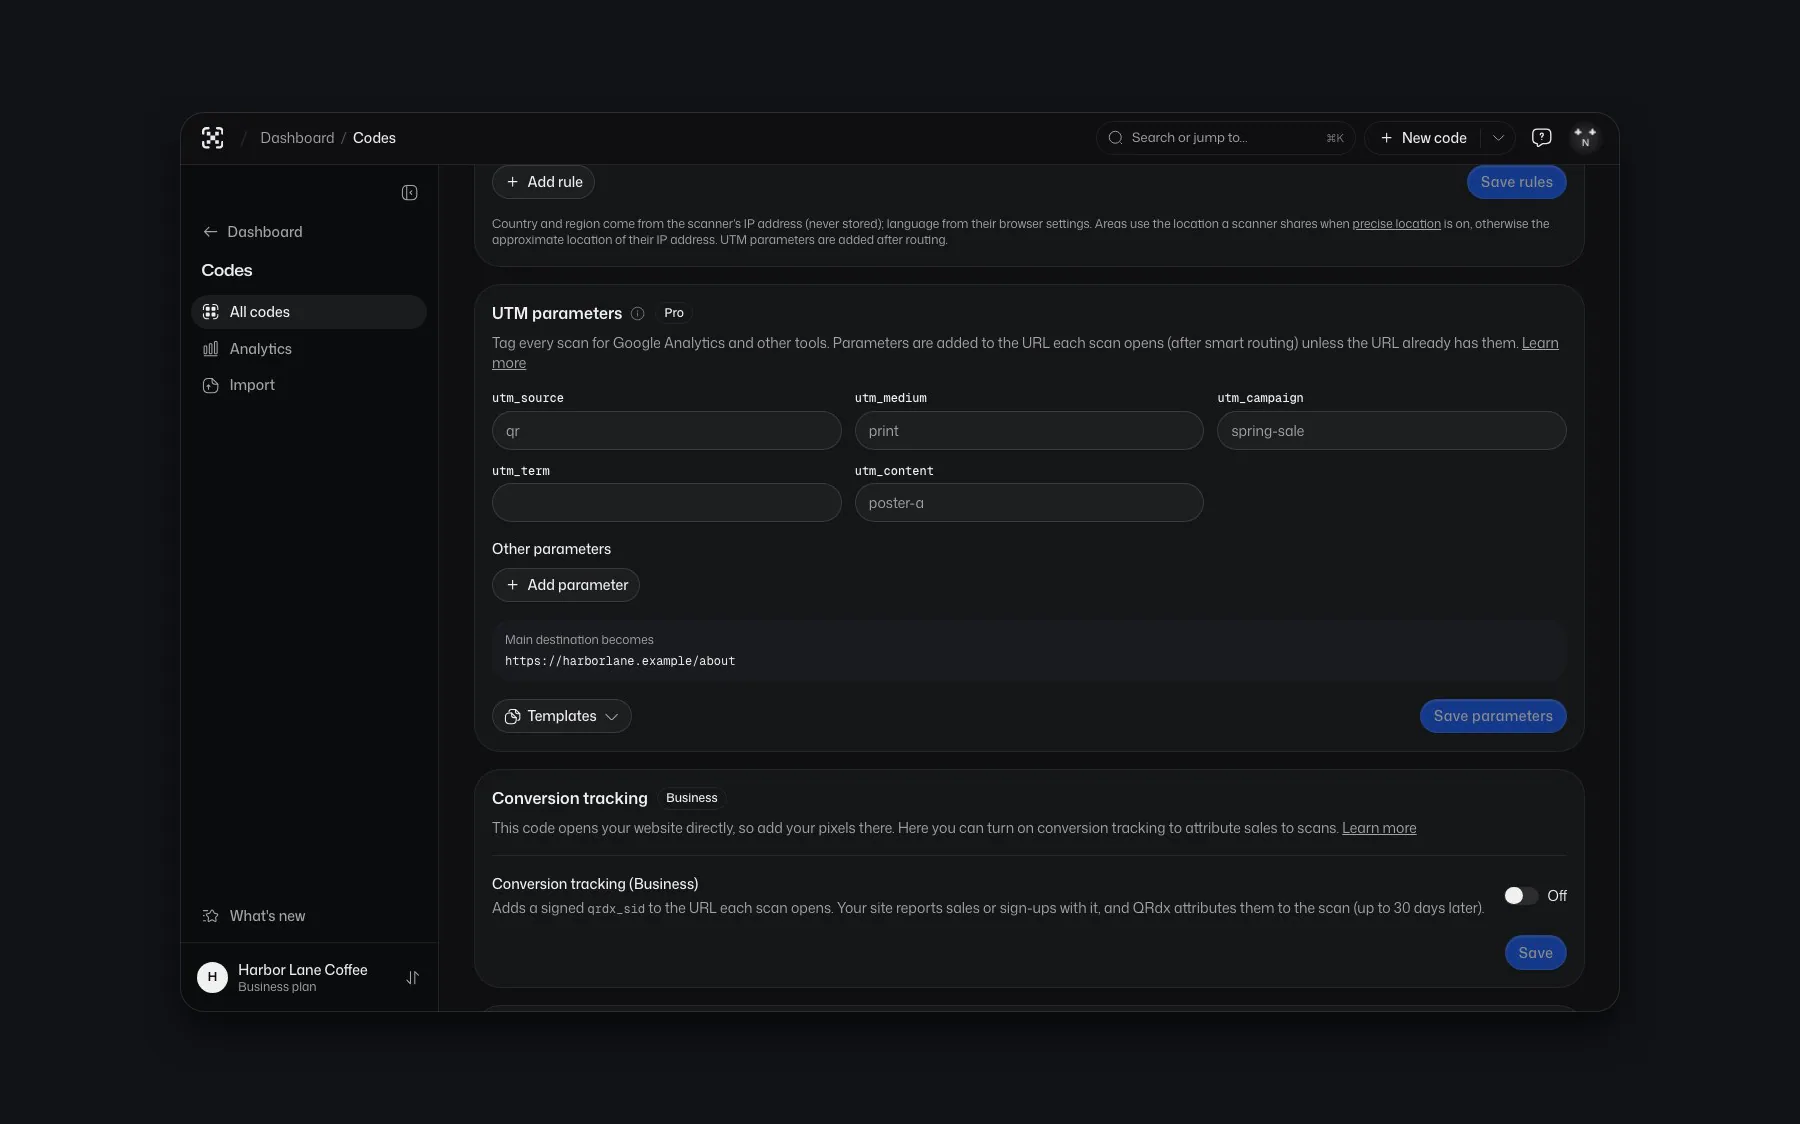 / Dashboard / Codes
Search or jump to...
⌘K
+ New code
N
Dashboard
Codes
All codes
Analytics
Import
What's new
H
Harbor Lane Coffee
Business plan
+ Add rule
Save rules
Country and region come from the scanner's IP address (never stored); language from their browser settings. Areas use the location a scanner shares when precise location is on, otherwise the
approximate location of their IP address. UTM parameters are added after routing.
UTM parameters
Pro
Tag every scan for Google Analytics and other tools. Parameters are added to the URL each scan opens (after smart routing) unless the URL already has them. Learn
more
utm_source
utm_medium
utm_campaign
qr
print
spring-sale
utm_term
utm_content
poster-a
Other parameters
+ Add parameter
Main destination becomes
https://harborlane.example/about
Templates
Save parameters
Conversion tracking
Business
This code opens your website directly, so add your pixels there. Here you can turn on conversion tracking to attribute sales to scans. Learn more
Conversion tracking (Business)
Adds a signed qrdx_sid to the URL each scan opens. Your site reports sales or sign-ups with it, and QRdx attributes them to the scan (up to 30 days later).
Off
Save